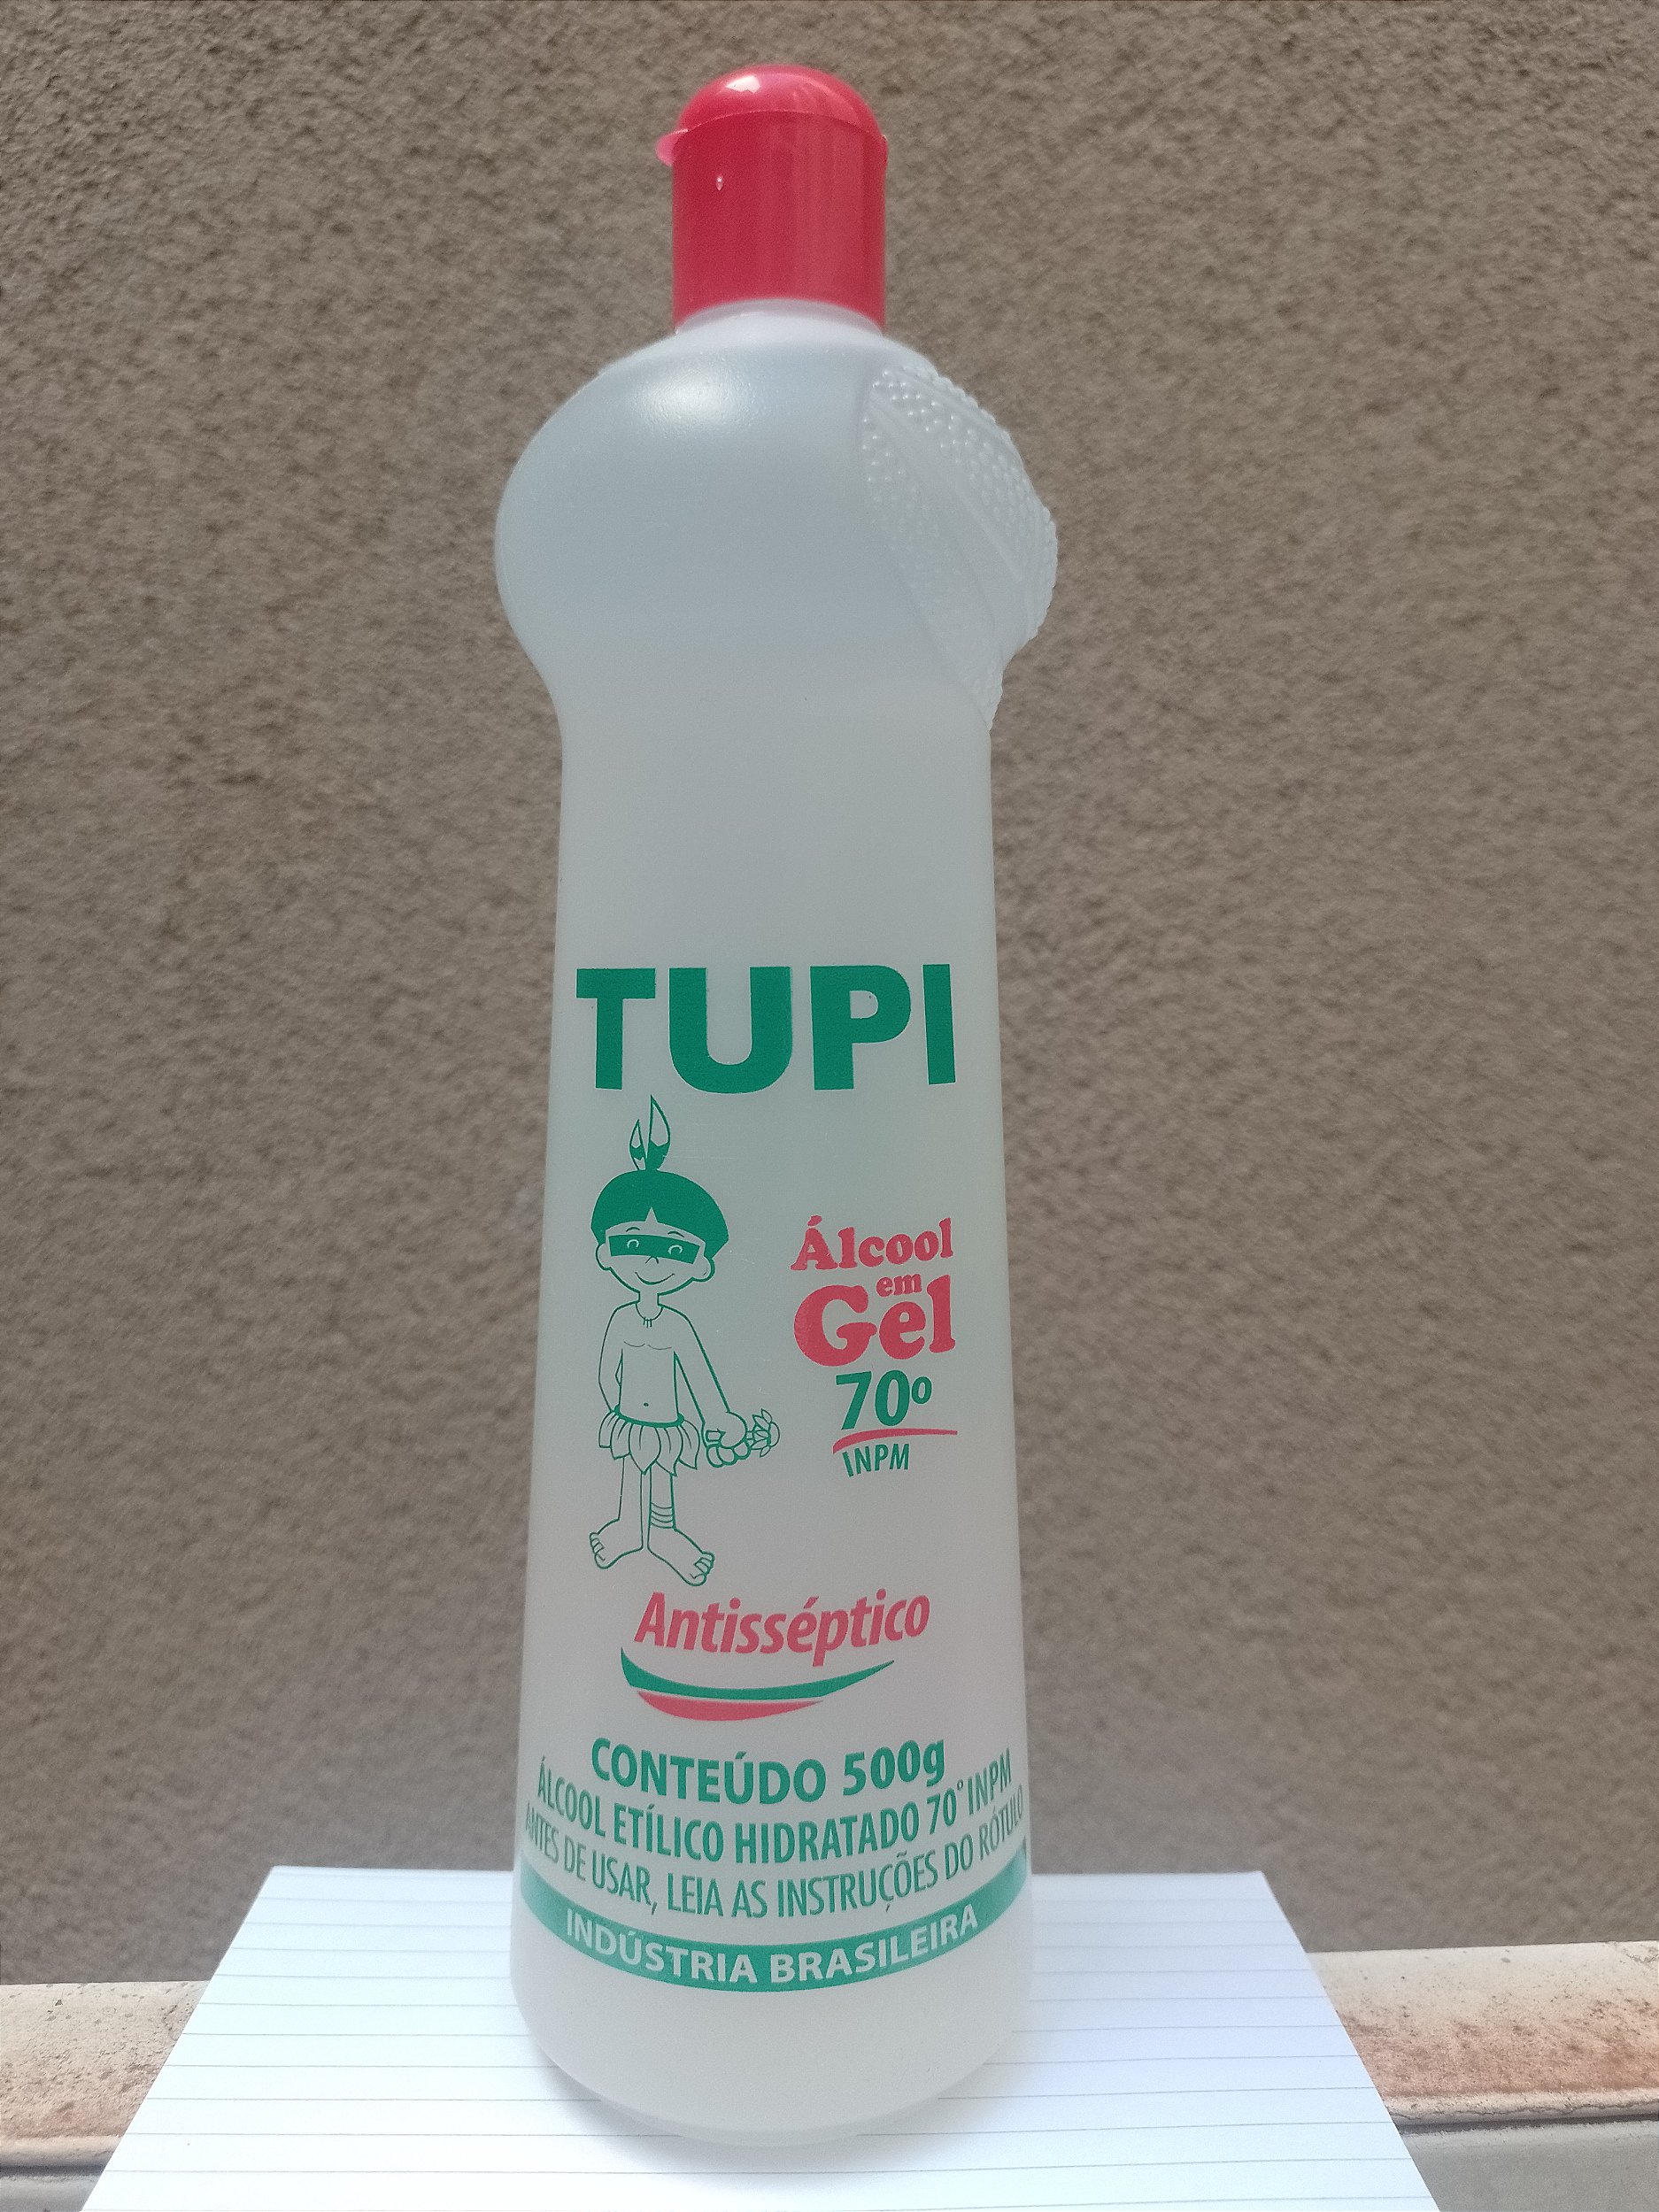 TUPI
Álcool
em
Gel
70º
INPM
Antisséptico
CONTEÚDO 500g
ÁLCOOL ETÍLICO HIDRATADO 70°INPM
ANTES DE USAR, LEIA AS INSTRUÇÕES DO RÓTULO
INDÚSTRIA BRASILEIRA